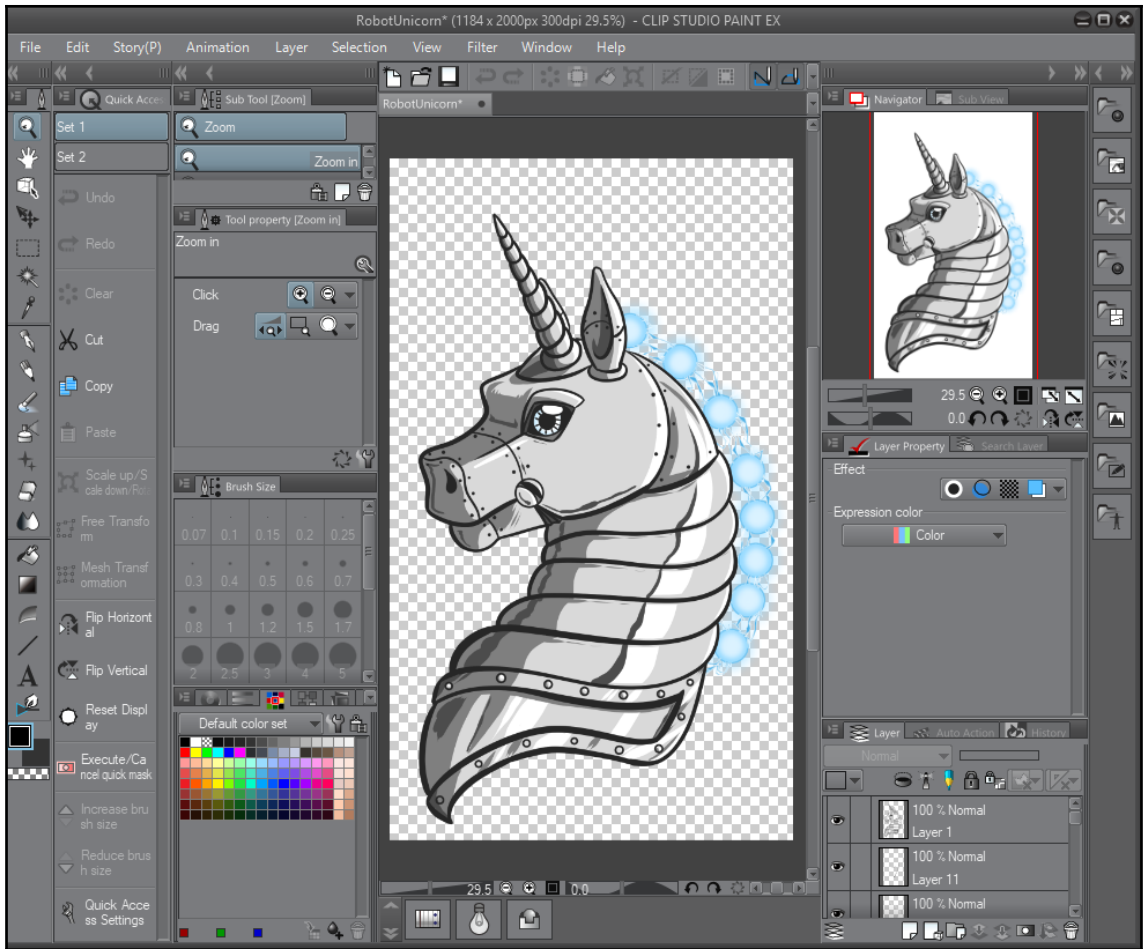 RobotUnicorn* (1184 x 2000px 300dpi 29.5%) - CLIP STUDIO PAINT EX
File Edit Story(P) Animation Layer Selection View Filter Window Help
Quick Acces
Set 1
Set 2
Undo
Redo
Clear
Cut
Copy
Paste
Scale up/S
cale down/Rot
Free Transfo
rm
Mesh Transf
ormation
Flip Horizont
al
Flip Vertical
Reset Displ
ay
Execute/Ca
ncel quick mask
Increase bru
sh size
Reduce brus
h size
Quick Acce
ss Settings
Sub Tool [Zoom]
Zoom
Zoom in
Tool property [Zoom in]
Zoom in
Click
Drag
Brush Size
0.07 0.1 0.15 0.2 0.25
0.3 0.4 0.5 0.6 0.7
0.8 1 1.2 1.5 1.7
2 2.5 3 4 5
Default color set
RobotUnicorn*
29.5 0.0
Navigator Sub View
29.5
0.0
Layer Property Search Layer
Effect
Expression color
Color
Layer Auto Action History
Normal
100 % Normal
Layer 1
100 % Normal
Layer 11
100 % Normal